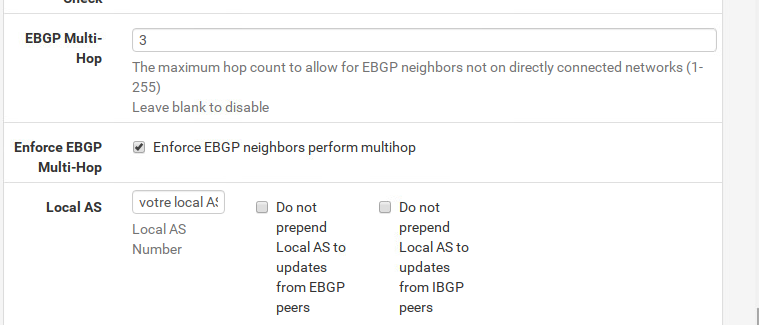 Check
EBGP Multi-
Hop
3
The maximum hop count to allow for EBGP neighbors not on directly connected networks (1-
255)
Leave blank to disable
Enforce EBGP
Multi-Hop
Enforce EBGP neighbors perform multihop
Local AS
votre local AS
Local AS
Number
Do not
prepend
Local AS to
updates
from EBGP
peers
Do not
prepend
Local AS to
updates
from IBGP
peers